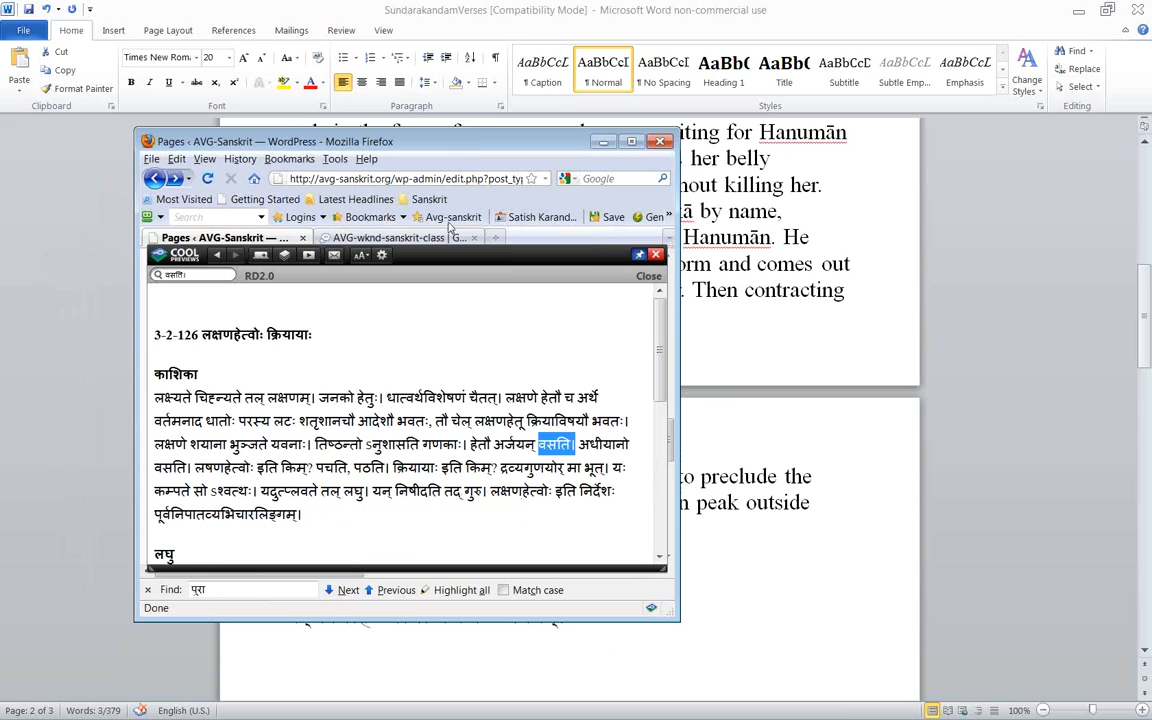 SundarakandamVerses [Compatibility Mode] - Microsoft Word non-commercial use
File Home Insert Page Layout References Mailings Review View
Paste Cut Copy Format Painter
Times New Rom 20
AaBbCcL AaBbCcI AaBbCcI AaBb( AaBb( AaBbCcI AaBbCcL AaBbCcL
¶ Caption ¶ Normal ¶ No Spacing Heading 1 Title Subtitle Subtle Emp... Emphasis
Change Styles
Find Replace Select
Clipboard Font Paragraph Styles Editing
iting for Hanumān
her belly
out killing her.
ā by name,
Hanumān. He
orm and comes out
. Then contracting
to preclude the
n peak outside
Pages ‹ AVG-Sanskrit — WordPress - Mozilla Firefox
File Edit View History Bookmarks Tools Help
http://avg-sanskrit.org/wp-admin/edit.php?post_ty Google
Most Visited Getting Started Latest Headlines Sanskrit
Search Logins Bookmarks Avg-sanskrit Satish Karand... Save Gen »
Pages ‹ AVG-Sanskrit — ... AVG-wknd-sanskrit-class G...
COOL PREVIEWS
वसति। RD2.0 Close
3-2-126 लक्षणहेत्वोः क्रियायाः
काशिका
लक्ष्यते चिह्न्यते तल् लक्षणम्। जनको हेतुः। धात्वर्थविशेषणं चैतत्। लक्षणे हेतौ च अर्थे
वर्तमनाद धातोः परस्य लटः शतृशानचौ आदेशौ भवतः, तौ चेल् लक्षणहेतू क्रियाविषयौ भवतः।
लक्षणे शयाना भुञ्जते यवनाः। तिष्ठन्तो ऽनुशासति गणकाः। हेतौ अर्जयन् वसति। अधीयानो
वसति। लषणहेत्वोः इति किम्? पचति, पठति। क्रियायाः इति किम्? द्रव्यगुणयोर् मा भूत्। यः
कम्पते सो ऽश्वत्थः। यदुत्प्लवते तल् लघु। यन् निषीदति तद् गुरु। लक्षणहेत्वोः इति निर्देशः
पूर्वनिपातव्यभिचारलिङ्गम्।
लघु
Find: पुरा Next Previous Highlight all Match case
Done
Page: 2 of 3 Words: 3/379 English (U.S.) 100%